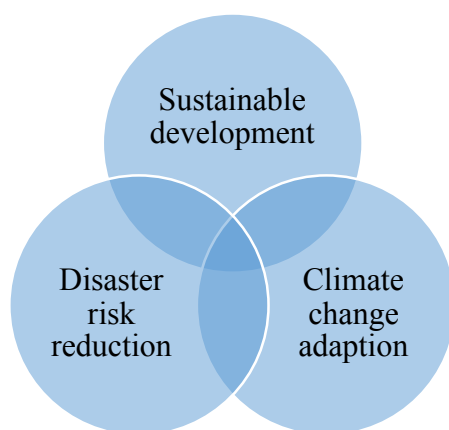 Sustainable
development
Disaster
risk
reduction
Climate
change
adaption